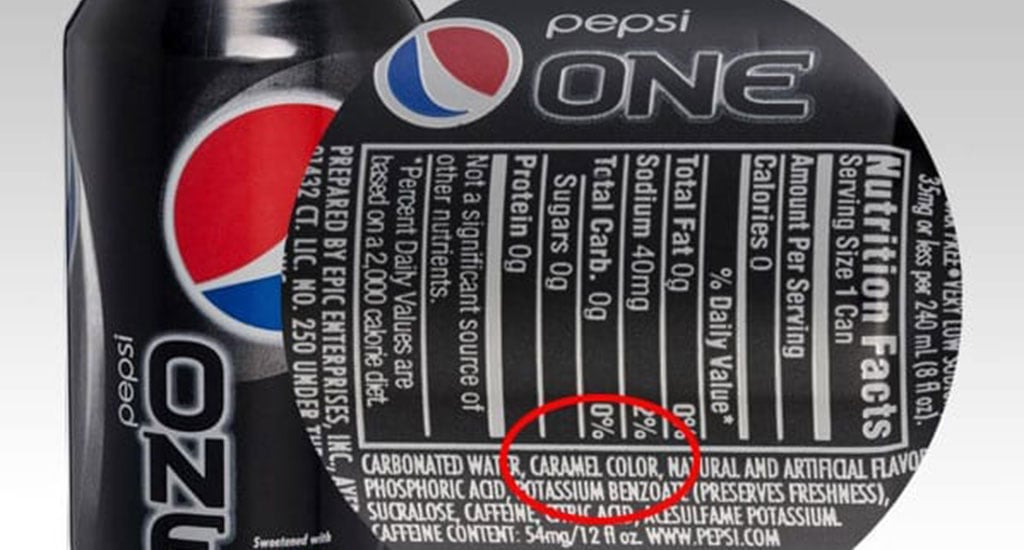 pepsi
ONE
VERY LOW
35mg or less per 240 mL (8 fl oz).
Nutrition Facts
Serving Size 1 Can
Amount Per Serving
Calories 0
% Daily Value*
Total Fat 0g 0%
Sodium 40mg 2%
Total Carb. 0g 0%
Sugars 0g
Protein 0g
Not a significant source of
other nutrients.
*Percent Daily Values are
based on a 2,000 calorie diet.
PREPARED BY EPIC ENTERPRISES, INC., AYER
01432 CT. LIC. NO. 250 UNDER
CARBONATED WATER, CARAMEL COLOR, NATURAL AND ARTIFICIAL FLAVOR
PHOSPHORIC ACID, POTASSIUM BENZOATE (PRESERVES FRESHNESS),
SUCRALOSE, CAFFEINE, CITRIC ACID, ACESULFAME POTASSIUM.
CAFFEINE CONTENT: 54mg/12 fl oz. WWW.PEPSI.COM
pepsi
ONE
Sweetened with